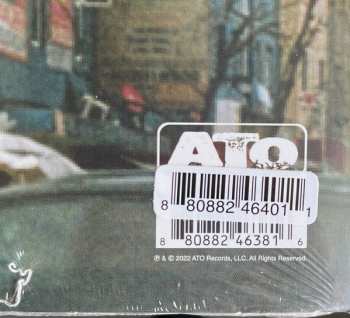 ATO
8 80882 46401 1
8 80882 46381 6
℗ & © 2022 ATO Records, LLC. All Rights Reserved.